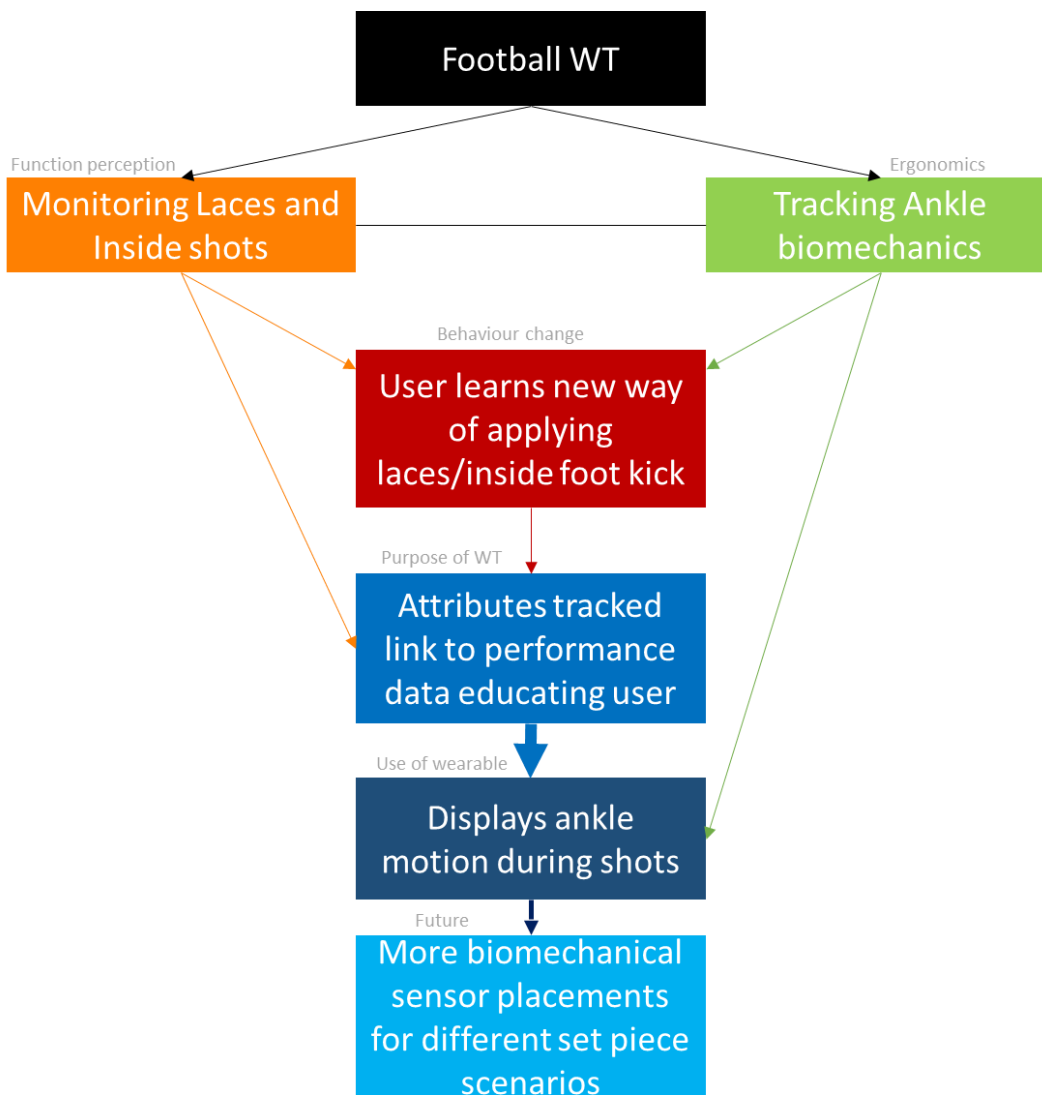 Football WT
Function perception
Monitoring Laces and
Inside shots
Ergonomics
Tracking Ankle
biomechanics
Behaviour change
User learns new way
of applying
laces/inside foot kick
Purpose of WT
Attributes tracked
link to performance
data educating user
Use of wearable
Displays ankle
motion during shots
Future
More biomechanical
sensor placements
for different set piece
scenarios